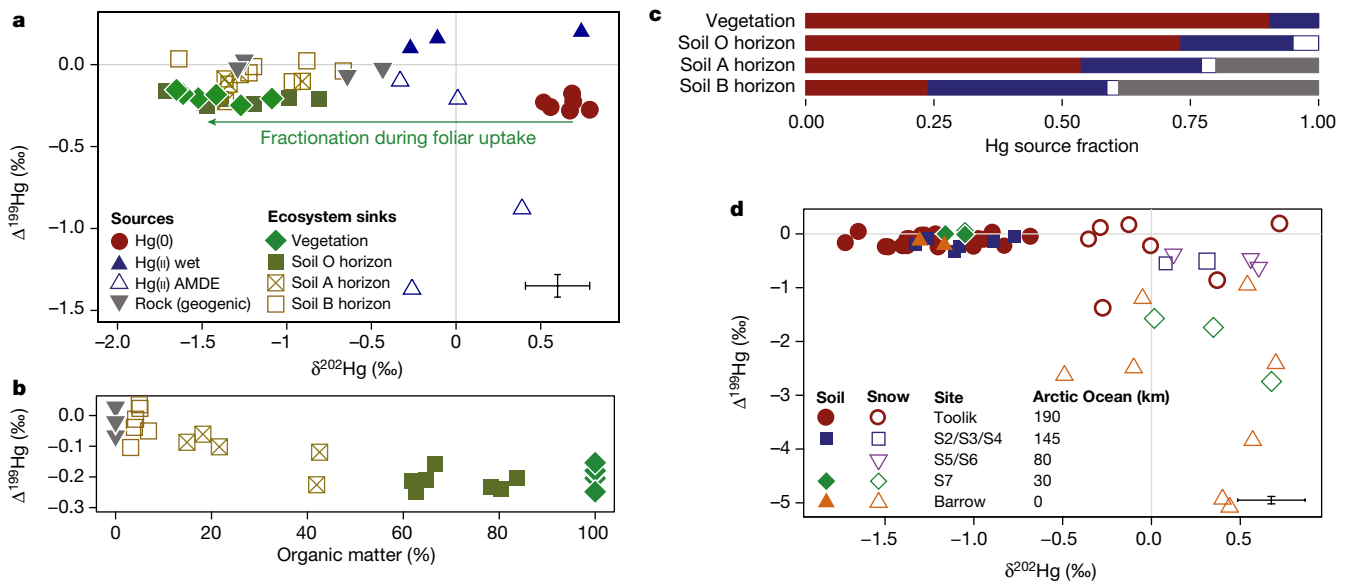 a
0.0
−0.5
−1.0
−1.5
Δ199Hg (‰)
Fractionation during foliar uptake
Sources
Hg(0)
Hg(II) wet
Hg(II) AMDE
Rock (geogenic)
Ecosystem sinks
Vegetation
Soil O horizon
Soil A horizon
Soil B horizon
−2.0 −1.5 −1 −0.5 0 0.5
δ202Hg (‰)
b
0.0
−0.1
−0.2
−0.3
Δ199Hg (‰)
0 20 40 60 80 100
Organic matter (%)
c
Vegetation
Soil O horizon
Soil A horizon
Soil B horizon
0.00 0.25 0.50 0.75 1.00
Hg source fraction
d
0
−1
−2
−3
−4
−5
Δ199Hg (‰)
Soil Snow Site Arctic Ocean (km)
Toolik 190
S2/S3/S4 145
S5/S6 80
S7 30
Barrow 0
−1.5 −1.0 −0.5 0.0 0.5
δ202Hg (‰)